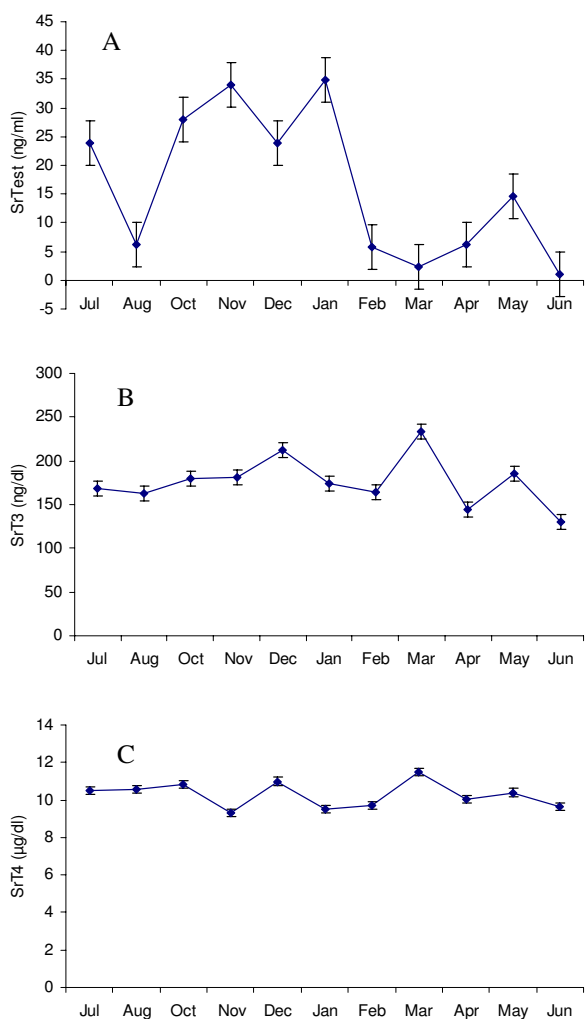 A
45
40
35
30
25
20
15
10
5
0
-5
SrTest (ng/ml)
Jul Aug Oct Nov Dec Jan Feb Mar Apr May Jun
B
300
250
200
150
100
50
0
SrT3 (ng/dl)
Jul Aug Oct Nov Dec Jan Feb Mar Apr May Jun
C
14
12
10
8
6
4
2
0
SrT4 (µg/dl)
Jul Aug Oct Nov Dec Jan Feb Mar Apr May Jun